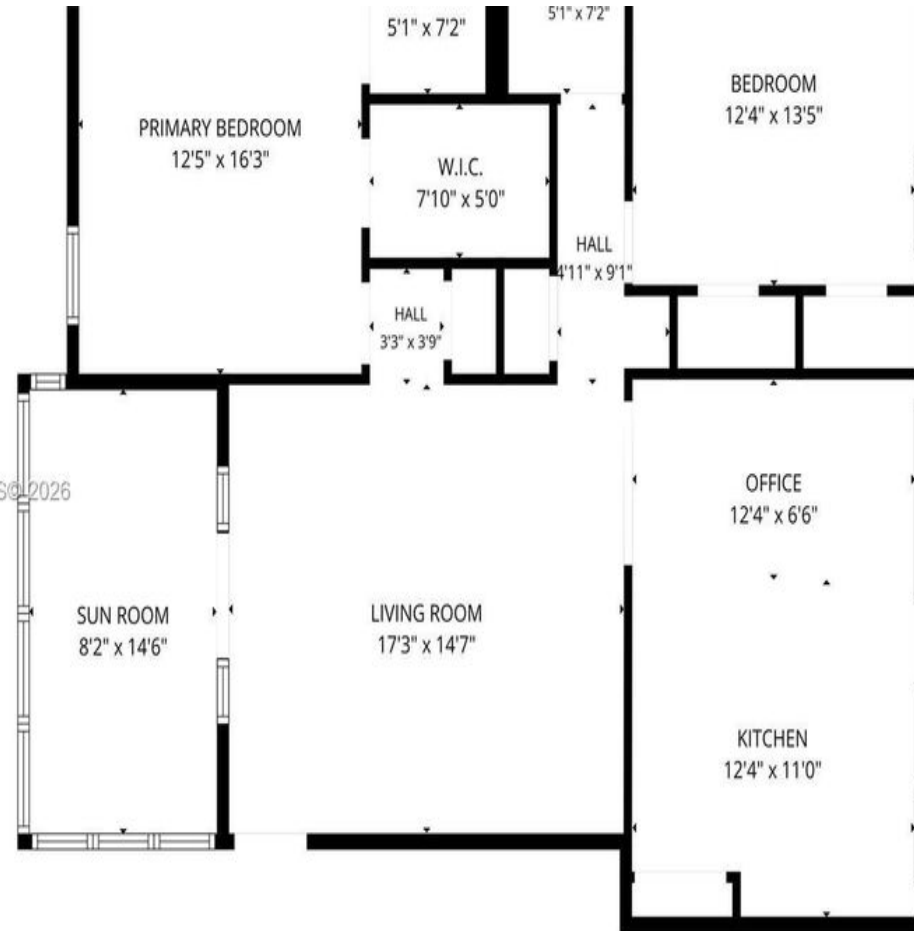 5'1" x 7'2"
5'1" x 7'2"
BEDROOM
12'4" x 13'5"
PRIMARY BEDROOM
12'5" x 16'3"
W.I.C.
7'10" x 5'0"
HALL
4'11" x 9'1"
HALL
3'3" x 3'9"
S© 2026
OFFICE
12'4" x 6'6"
SUN ROOM
8'2" x 14'6"
LIVING ROOM
17'3" x 14'7"
KITCHEN
12'4" x 11'0"